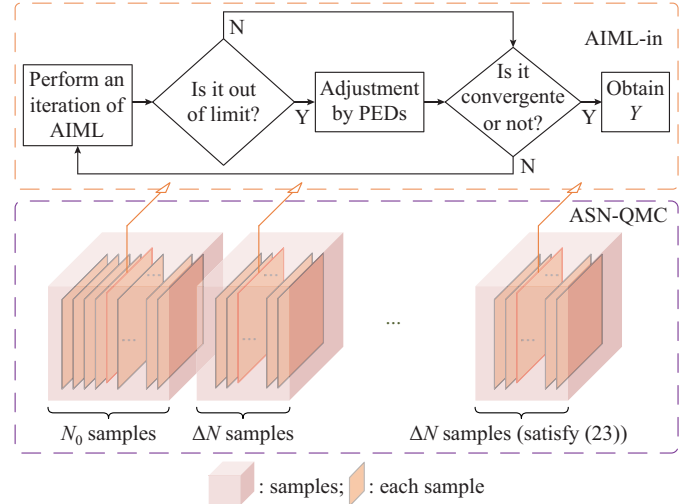 N
AIML-in
Perform an
iteration of
AIML
Is it out
of limit?
Y
Adjustment
by PEDs
Is it
convergente
or not?
Y
Obtain
Y
N
ASN-QMC
...
...
...
...
...
...
N₀ samples
ΔN samples
ΔN samples (satisfy (23))
: samples;
: each sample